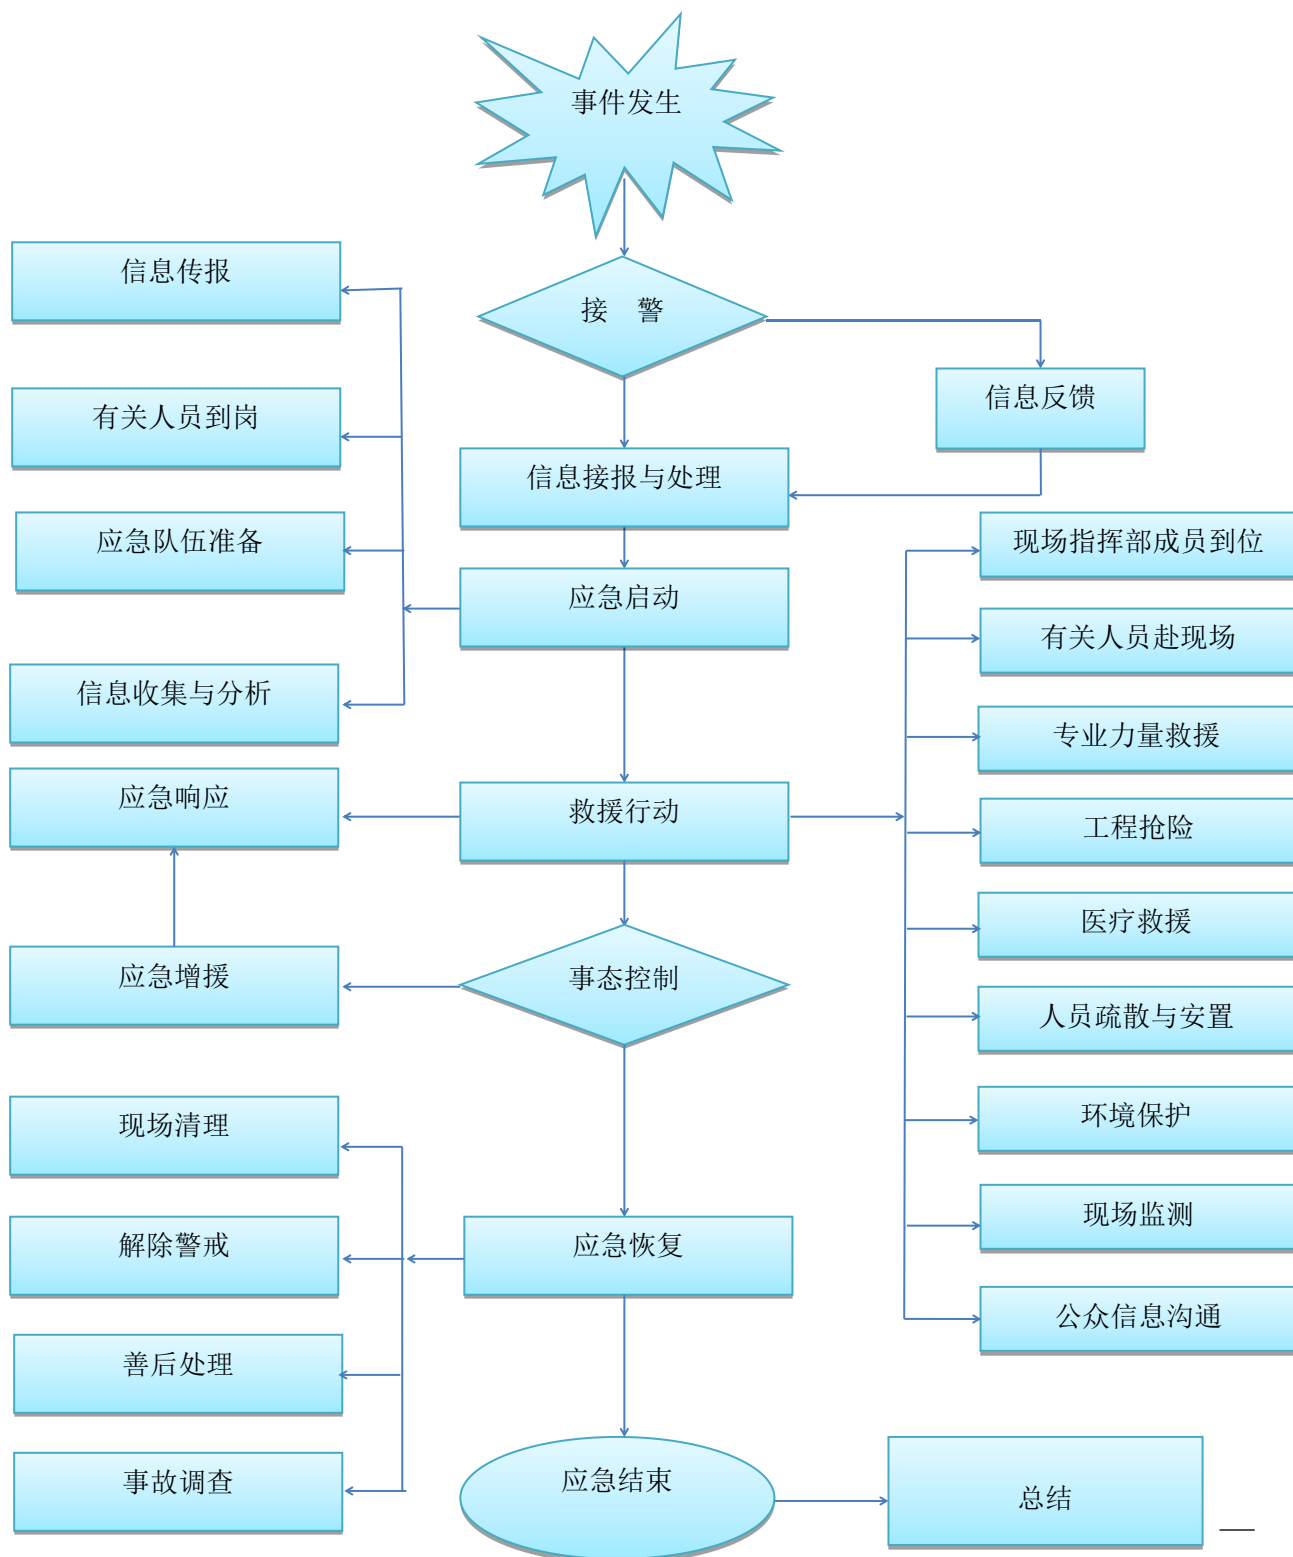 事件发生
信息传报
接　警
有关人员到岗
信息反馈
信息接报与处理
应急队伍准备
现场指挥部成员到位
应急启动
有关人员赴现场
信息收集与分析
专业力量救援
应急响应
救援行动
工程抢险
医疗救援
应急增援
事态控制
人员疏散与安置
现场清理
环境保护
现场监测
解除警戒
应急恢复
公众信息沟通
善后处理
事故调查
应急结束
总结